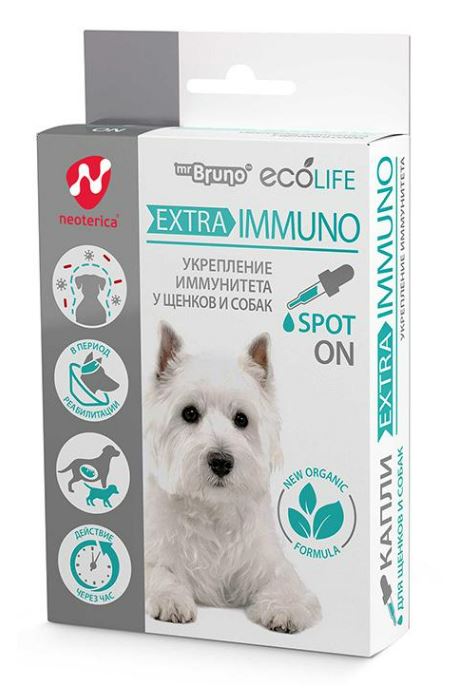 ON
neoterica®
В ПЕРИОД
РЕАБИЛИТАЦИИ
ДЕЙСТВИЕ
ЧЕРЕЗ ЧАС
mr Bruno
ecoLIFE
EXTRA IMMUNO
УКРЕПЛЕНИЕ
ИММУНИТЕТА
У ЩЕНКОВ И СОБАК
SPOT
ON
NEW ORGANIC
FORMULA
КАПЛИ EXTRA IMMUNO
ДЛЯ ЩЕНКОВ И СОБАК
УКРЕПЛЕНИЕ ИММУНИТЕТА